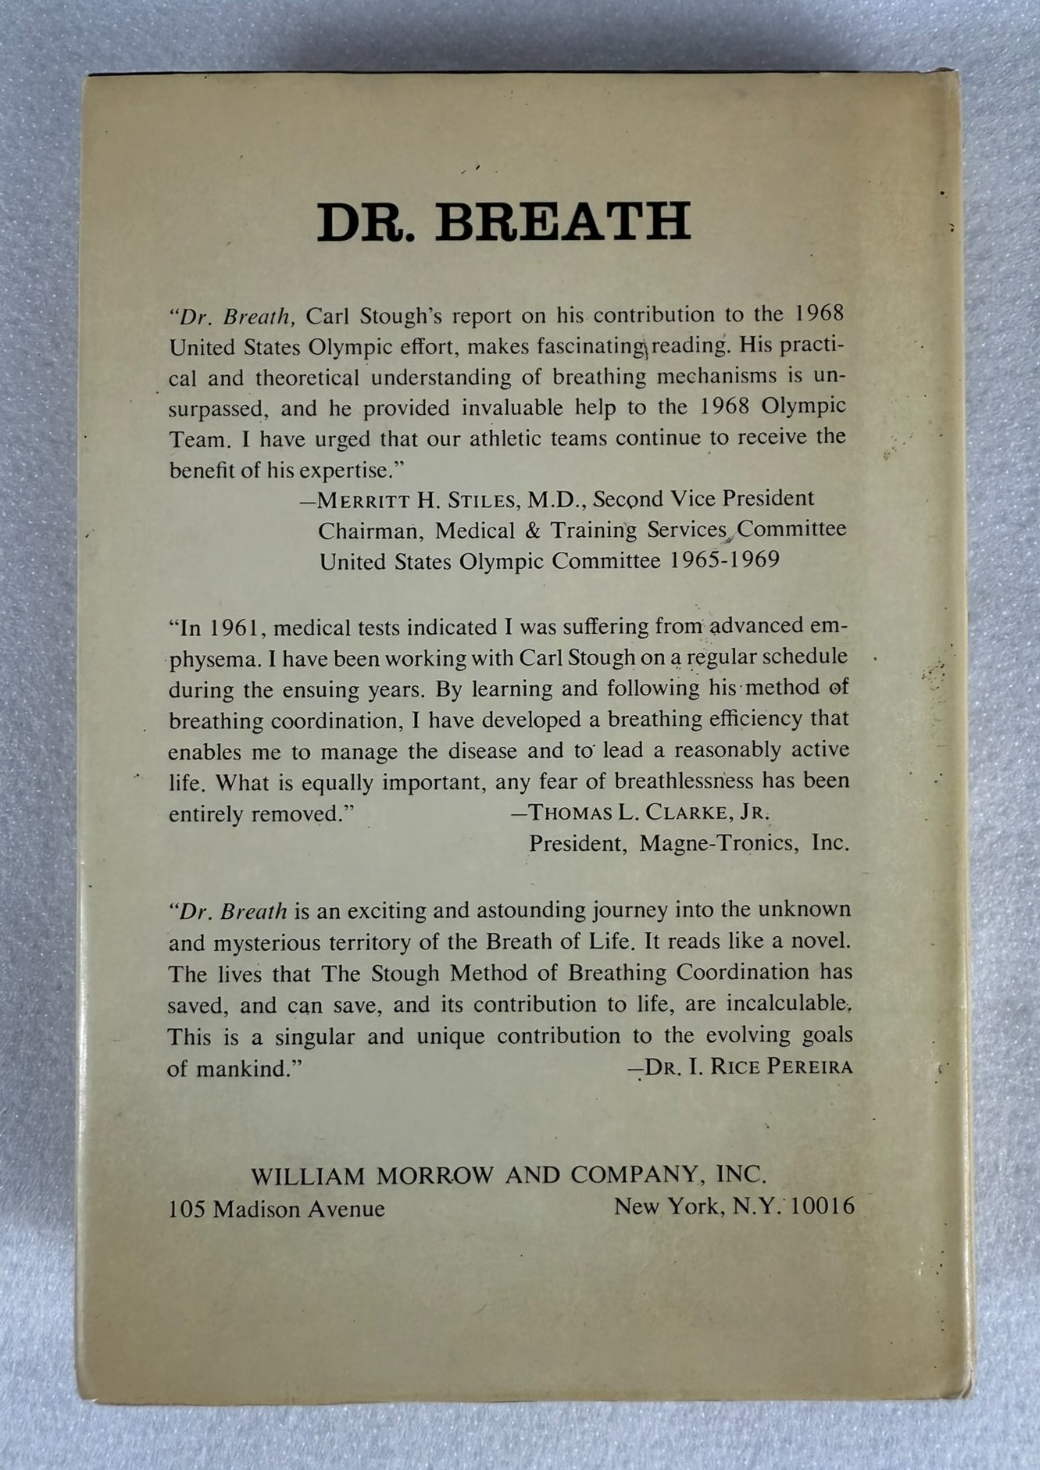 DR. BREATH
“Dr. Breath, Carl Stough’s report on his contribution to the 1968
United States Olympic effort, makes fascinating reading. His practi-
cal and theoretical understanding of breathing mechanisms is un-
surpassed, and he provided invaluable help to the 1968 Olympic
Team. I have urged that our athletic teams continue to receive the
benefit of his expertise.”
—MERRITT H. STILES, M.D., Second Vice President
Chairman, Medical & Training Services Committee
United States Olympic Committee 1965-1969
“In 1961, medical tests indicated I was suffering from advanced em-
physema. I have been working with Carl Stough on a regular schedule
during the ensuing years. By learning and following his method of
breathing coordination, I have developed a breathing efficiency that
enables me to manage the disease and to lead a reasonably active
life. What is equally important, any fear of breathlessness has been
entirely removed.” —THOMAS L. CLARKE, JR.
President, Magne-Tronics, Inc.
“Dr. Breath is an exciting and astounding journey into the unknown
and mysterious territory of the Breath of Life. It reads like a novel.
The lives that The Stough Method of Breathing Coordination has
saved, and can save, and its contribution to life, are incalculable.
This is a singular and unique contribution to the evolving goals
of mankind.” —DR. I. RICE PEREIRA
WILLIAM MORROW AND COMPANY, INC.
105 Madison Avenue New York, N.Y. 10016